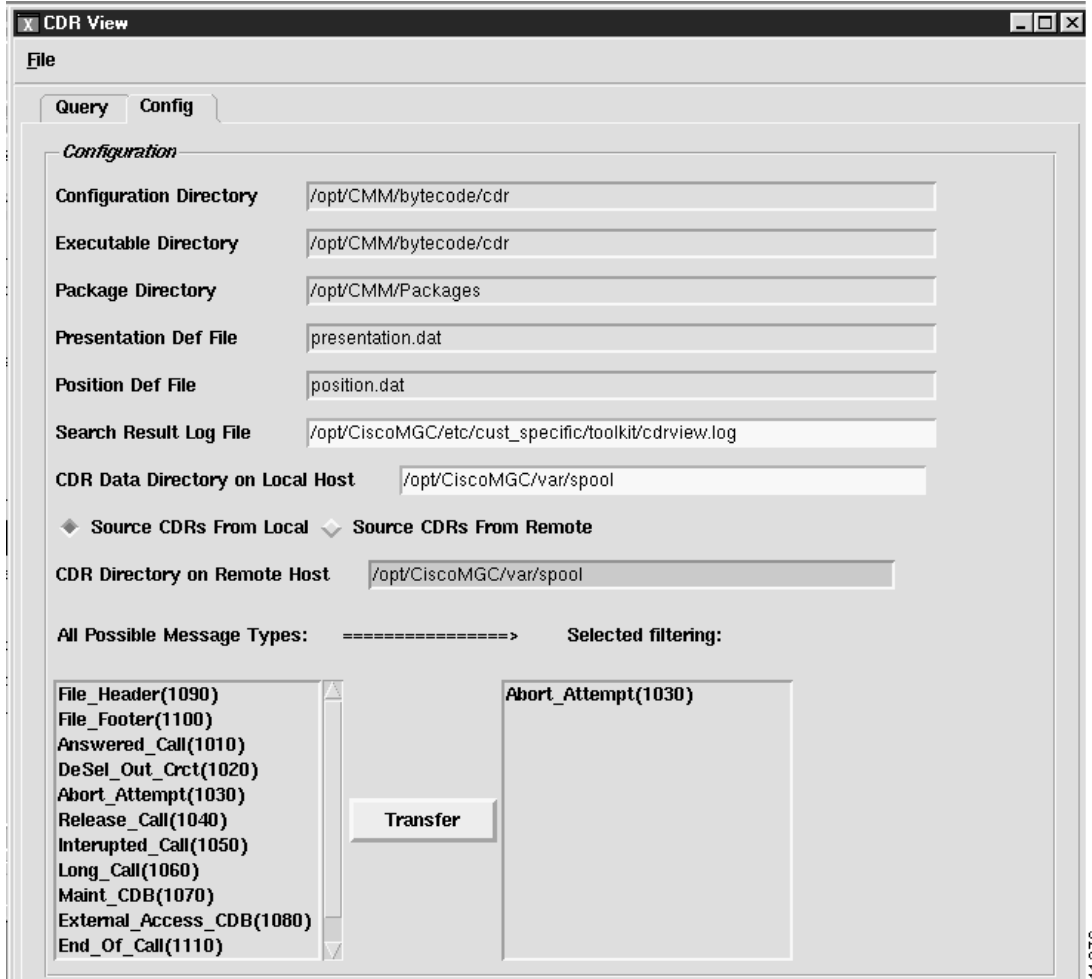 X CDR View
File
Query Config
Configuration
Configuration Directory /opt/CMM/bytecode/cdr
Executable Directory /opt/CMM/bytecode/cdr
Package Directory /opt/CMM/Packages
Presentation Def File presentation.dat
Position Def File position.dat
Search Result Log File /opt/CiscoMGC/etc/cust_specific/toolkit/cdrview.log
CDR Data Directory on Local Host /opt/CiscoMGC/var/spool
Source CDRs From Local Source CDRs From Remote
CDR Directory on Remote Host /opt/CiscoMGC/var/spool
All Possible Message Types: ================> Selected filtering:
File_Header(1090)
File_Footer(1100)
Answered_Call(1010)
DeSel_Out_Crct(1020)
Abort_Attempt(1030)
Release_Call(1040)
Interupted_Call(1050)
Long_Call(1060)
Maint_CDB(1070)
External_Access_CDB(1080)
End_Of_Call(1110)
Transfer
Abort_Attempt(1030)